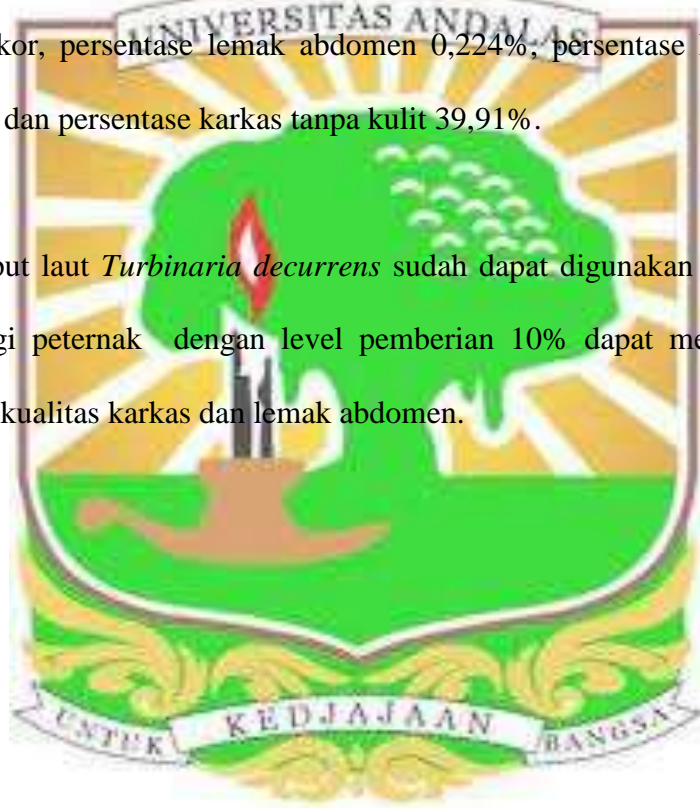 UNIVERSITAS ANDALAS
kor, persentase lemak abdomen 0,224%, persentase
dan persentase karkas tanpa kulit 39,91%.
put laut Turbinaria decurrens sudah dapat digunakan
gi peternak dengan level pemberian 10% dapat me
kualitas karkas dan lemak abdomen.
UNTUK KEDJAJAAN BANGSA